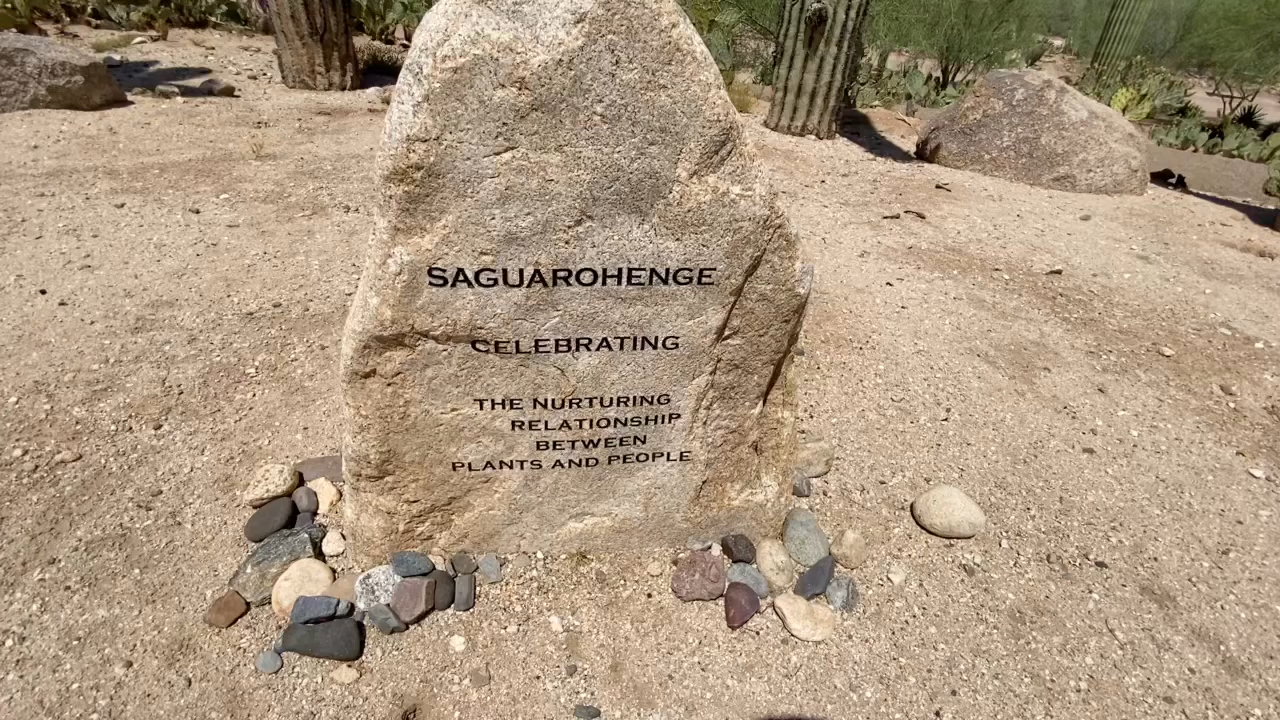 SAGUAROHENGE
CELEBRATING
THE NURTURING
RELATIONSHIP
BETWEEN
PLANTS AND PEOPLE